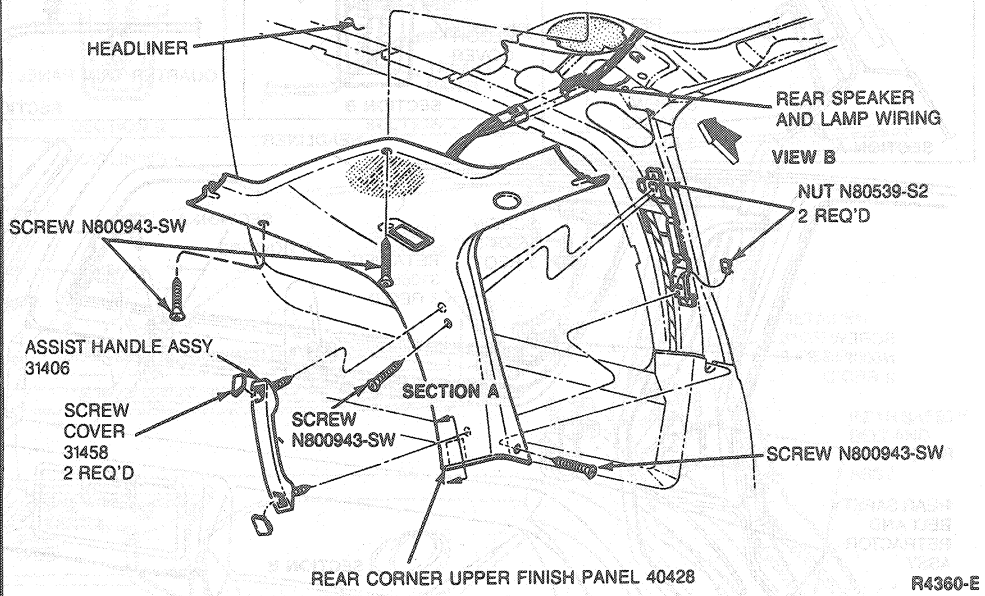 HEADLINER
REAR SPEAKER
AND LAMP WIRING
VIEW B
NUT N80539-S2
2 REQ'D
SCREW N800943-SW
ASSIST HANDLE ASSY
31406
SCREW
COVER
31458
2 REQ'D
SCREW
N800943-SW
SECTION A
SCREW N800943-SW
REAR CORNER UPPER FINISH PANEL 40428
R4360-E